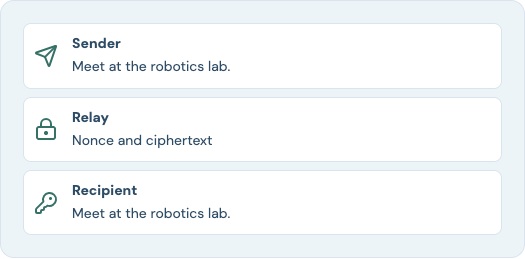 Sender
Meet at the robotics lab.
Relay
Nonce and ciphertext
Recipient
Meet at the robotics lab.